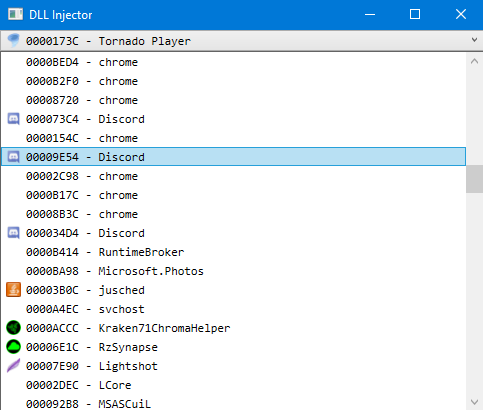 DLL Injector
0000173C - Tornado Player
0000BED4 - chrome
0000B2F0 - chrome
00008720 - chrome
000073C4 - Discord
0000154C - chrome
00009E54 - Discord
00002C98 - chrome
0000B17C - chrome
00008B3C - chrome
000034D4 - Discord
0000B414 - RuntimeBroker
0000BA98 - Microsoft.Photos
00003B0C - jusched
0000A4EC - svchost
0000ACCC - Kraken71ChromaHelper
00006E1C - RzSynapse
00007E90 - Lightshot
00002DEC - LCore
000092B8 - MSASCuiL